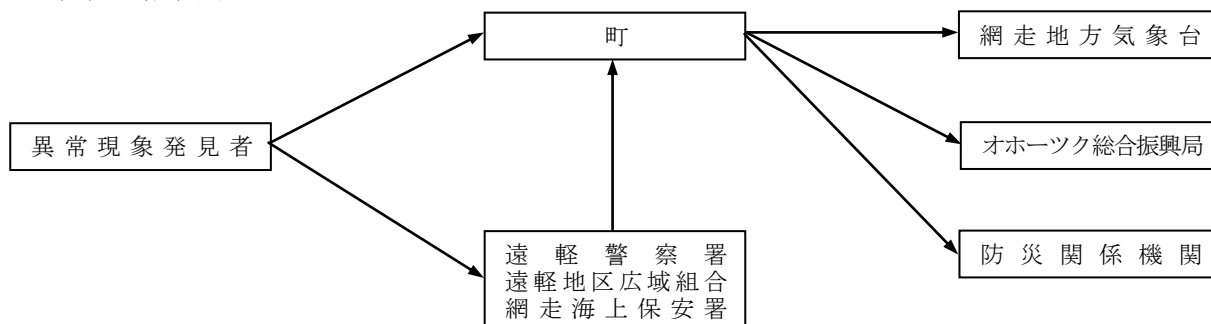 町
網走地方気象台
異常現象発見者
オホーツク総合振興局
遠軽警察署
遠軽地区広域組合
網走海上保安署
防災関係機関